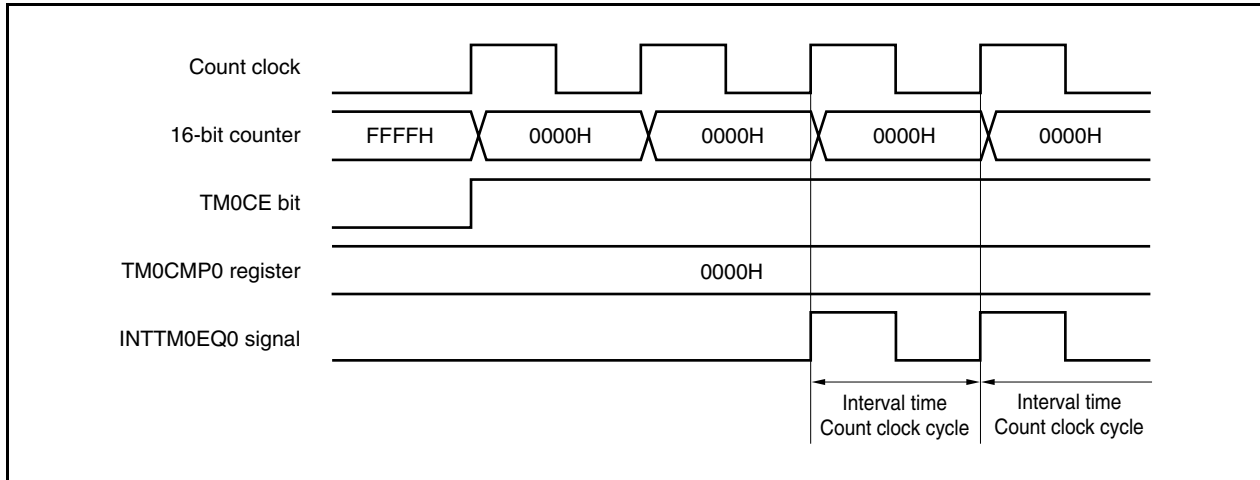 Count clock
16-bit counter FFFFH 0000H 0000H 0000H 0000H
TM0CE bit
TM0CMP0 register 0000H
INTTM0EQ0 signal
Interval time Interval time
Count clock cycle Count clock cycle